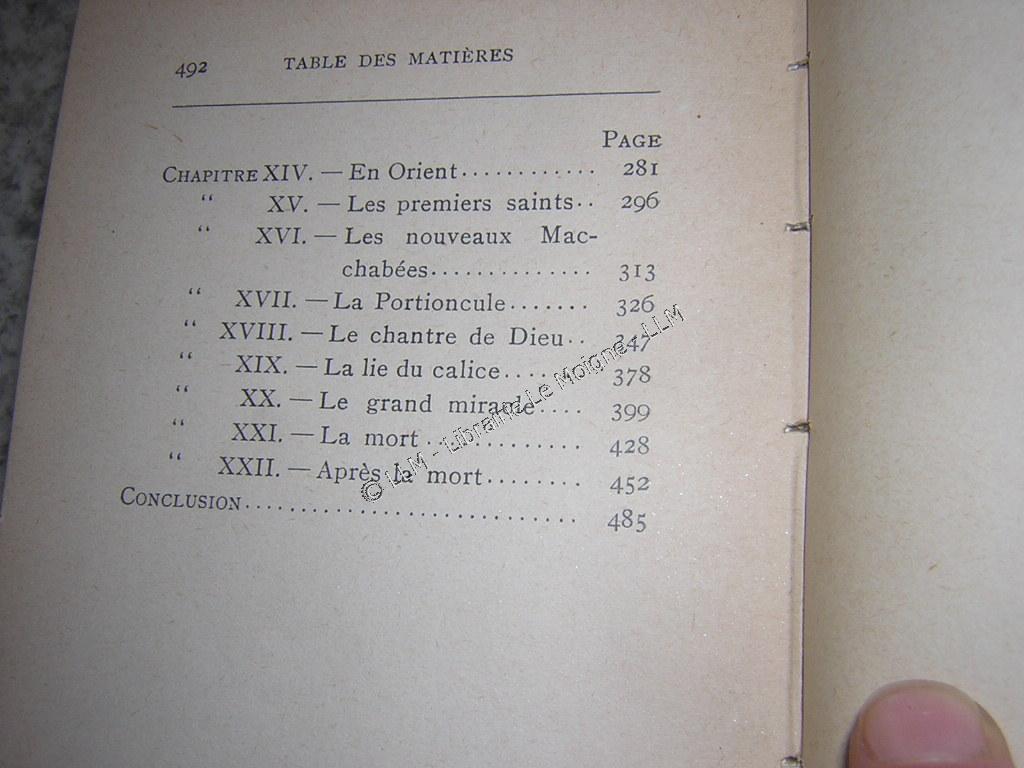 492 TABLE DES MATIÈRES
PAGE
CHAPITRE XIV. — En Orient............ 281
“ XV. — Les premiers saints.. 296
“ XVI. — Les nouveaux Mac-
chabées.............. 313
“ XVII. — La Portioncule....... 326
“ XVIII. — Le chantre de Dieu.. 347
“ XIX. — La lie du calice....... 378
“ XX. — Le grand miracle.... 399
“ XXI. — La mort............. 428
“ XXII. — Après la mort........ 452
CONCLUSION.............................. 485
© LLM - Librairie Le Moigne - LLM